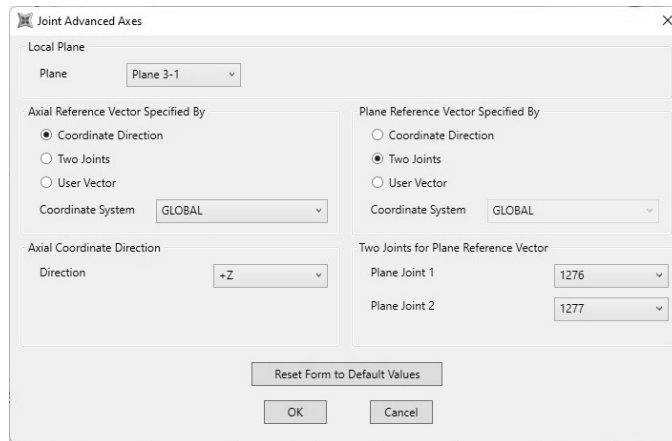 Joint Advanced Axes
Local Plane
Plane Plane 3-1
Axial Reference Vector Specified By
Coordinate Direction
Two Joints
User Vector
Coordinate System GLOBAL
Plane Reference Vector Specified By
Coordinate Direction
Two Joints
User Vector
Coordinate System GLOBAL
Axial Coordinate Direction
Direction +Z
Two Joints for Plane Reference Vector
Plane Joint 1 1276
Plane Joint 2 1277
Reset Form to Default Values
OK Cancel